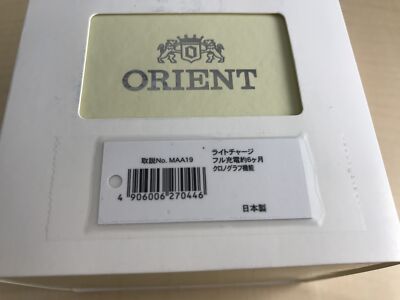 ORIENT
取説No. MAA19
ライトチャージ
フル充電約6ヶ月
クロノグラフ機能
4 906006 270446
日本製